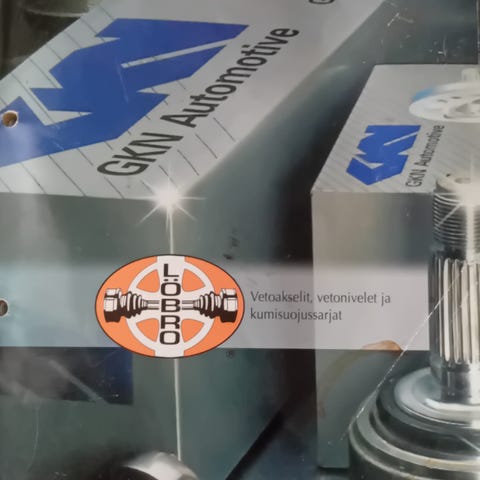 GKN Automotive
GKN Automotive
LÖBRO
Vetoakselit, vetonivelet ja
kumisuojussarjat